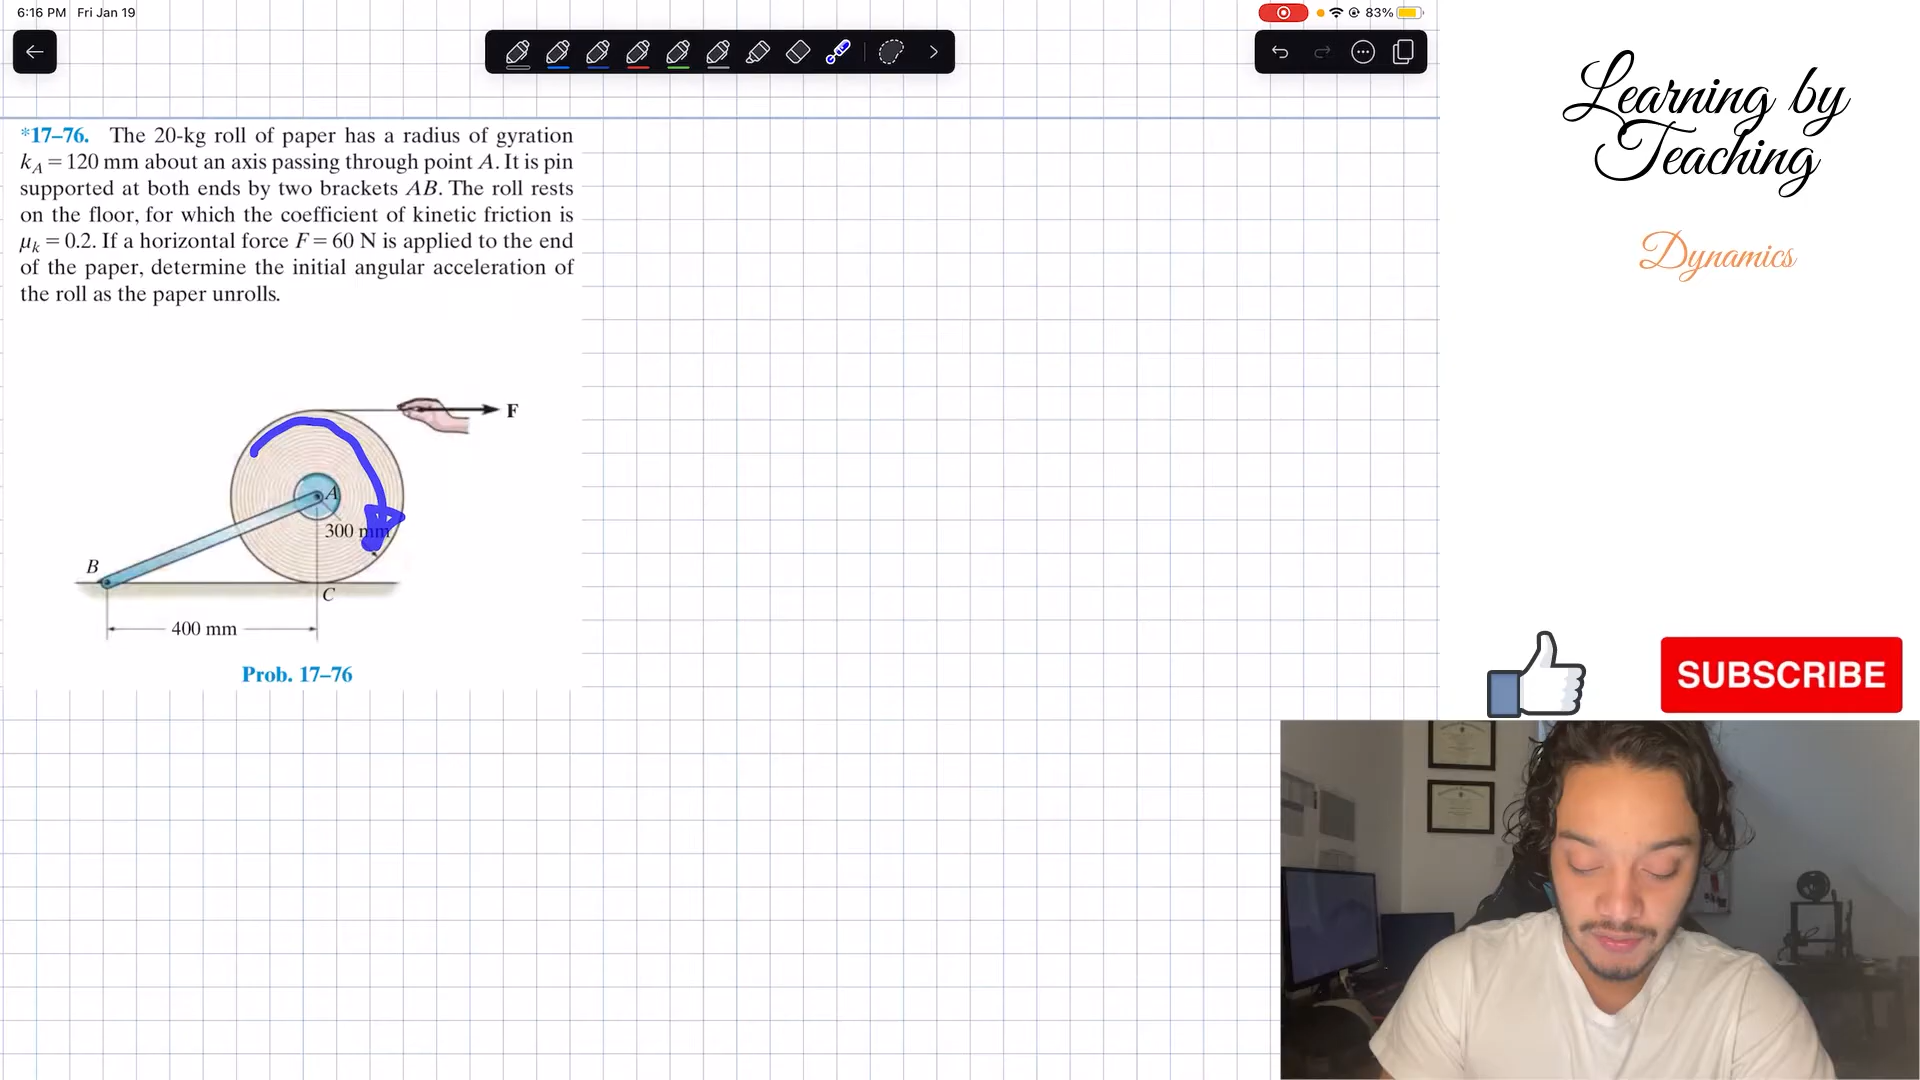 6:16 PM Fri Jan 19
83%
*17–76. The 20-kg roll of paper has a radius of gyration
kA = 120 mm about an axis passing through point A. It is pin
supported at both ends by two brackets AB. The roll rests
on the floor, for which the coefficient of kinetic friction is
μk = 0.2. If a horizontal force F = 60 N is applied to the end
of the paper, determine the initial angular acceleration of
the roll as the paper unrolls.
F
A
300 mm
B
C
400 mm
Prob. 17–76
Learning by
Teaching
Dynamics
SUBSCRIBE